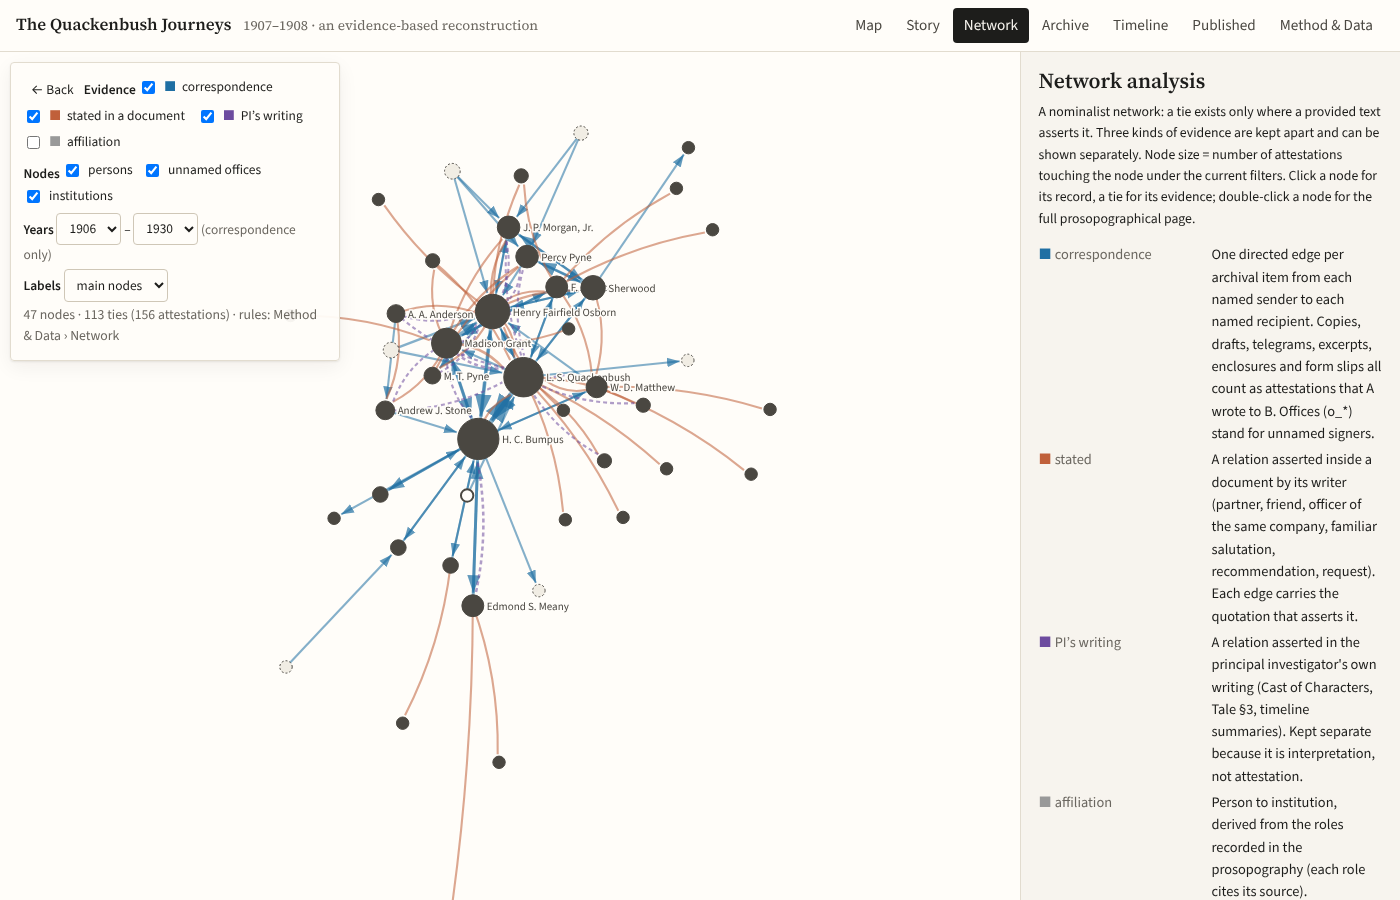 The Quackenbush Journeys 1907–1908 · an evidence-based reconstruction
Map Story Network Archive Timeline Published Method & Data
← Back Evidence correspondence
stated in a document PI's writing
affiliation
Nodes persons unnamed offices
institutions
Years 1906 – 1930 (correspondence
only)
Labels main nodes
47 nodes · 113 ties (156 attestations) · rules: Method
& Data › Network
J. P. Morgan, Jr.
Percy Pyne
F.
Sherwood
Henry Fairfield Osborn
A. A. Anderson
Madison Grant
M. T. Pyne
L. S. Quackenbush
W. D. Matthew
Andrew J. Stone
H. C. Bumpus
Edmond S. Meany
Network analysis
A nominalist network: a tie exists only where a provided text
asserts it. Three kinds of evidence are kept apart and can be
shown separately. Node size = number of attestations
touching the node under the current filters. Click a node for
its record, a tie for its evidence; double-click a node for the
full prosopographical page.
correspondence One directed edge per
archival item from each
named sender to each
named recipient. Copies,
drafts, telegrams, excerpts,
enclosures and form slips all
count as attestations that A
wrote to B. Offices (o_*)
stand for unnamed signers.
stated A relation asserted inside a
document by its writer
(partner, friend, officer of
the same company, familiar
salutation,
recommendation, request).
Each edge carries the
quotation that asserts it.
PI's writing A relation asserted in the
principal investigator's own
writing (Cast of Characters,
Tale §3, timeline
summaries). Kept separate
because it is interpretation,
not attestation.
affiliation Person to institution,
derived from the roles
recorded in the
prosopography (each role
cites its source).